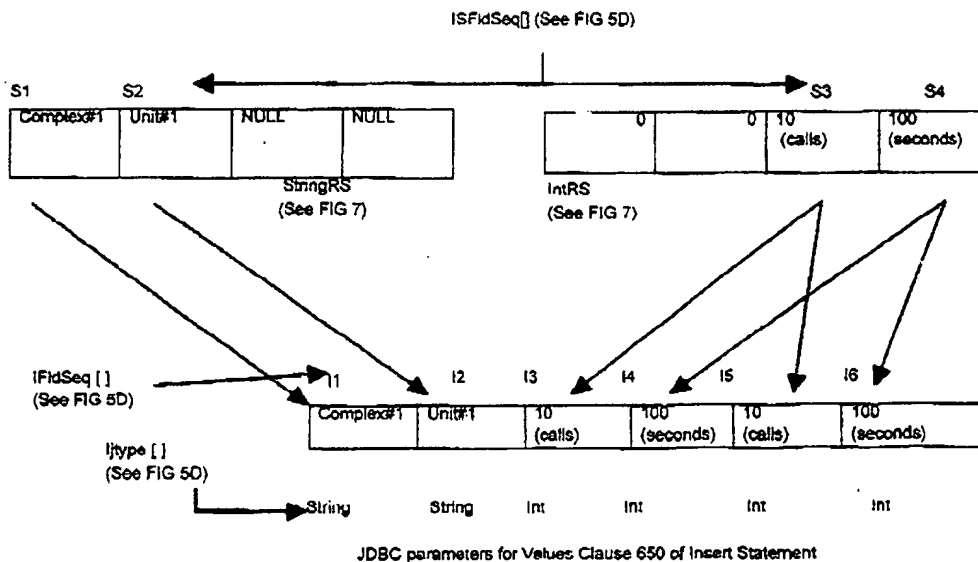 ISFldSeq[] (See FIG 5D)
S1 S2 S3 S4
Complex#1 Unit#1 NULL NULL 0 0 10 100
(calls) (seconds)
StringRS IntRS
(See FIG 7) (See FIG 7)
IFldSeq [ ] I1 I2 I3 I4 I5 I6
(See FIG 5D)
Complex#1 Unit#1 10 100 10 100
(calls) (seconds) (calls) (seconds)
Ijtype [ ]
(See FIG 5D)
String String Int Int Int Int
JDBC parameters for Values Clause 650 of Insert Statement